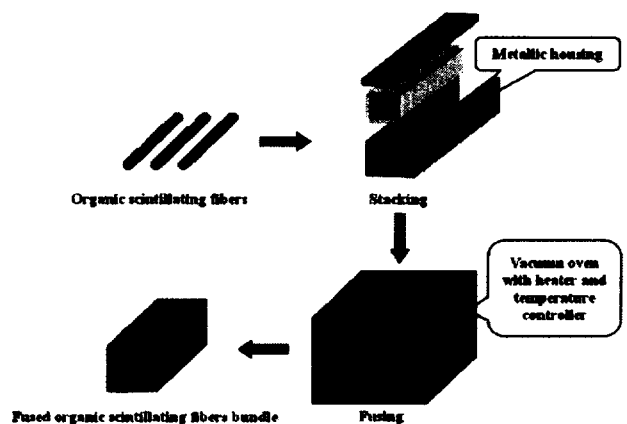 Metallic housing
Organic scintillating fibers
Stacking
Vacuum oven
with heater and
temperature
controller
Fused organic scintillating fibers bundle
Fusing